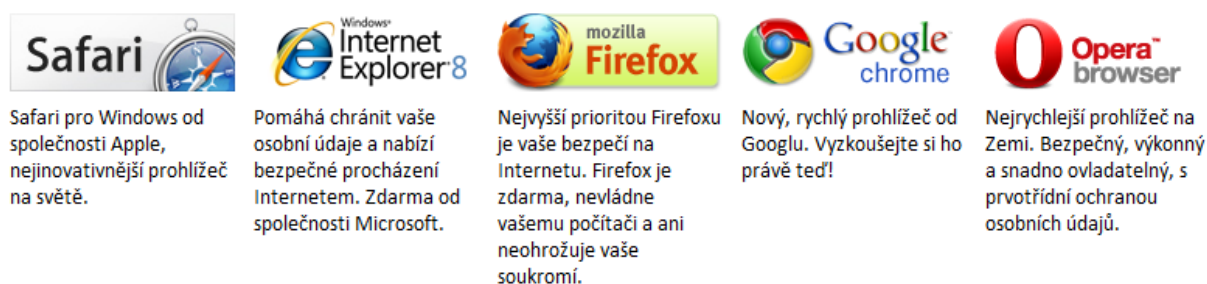 Safari
Safari pro Windows od
společnosti Apple,
nejinovativnější prohlížeč
na světě.
Windows®
Internet
Explorer 8
Pomáhá chránit vaše
osobní údaje a nabízí
bezpečné procházení
Internetem. Zdarma od
společnosti Microsoft.
mozilla
Firefox
Nejvyšší prioritou Firefoxu
je vaše bezpečí na
Internetu. Firefox je
zdarma, nevládne
vašemu počítači a ani
neohrožuje vaše
soukromí.
Google
chrome
Nový, rychlý prohlížeč od
Googlu. Vyzkoušejte si ho
právě teď!
Opera™
browser
Nejrychlejší prohlížeč na
Zemi. Bezpečný, výkonný
a snadno ovladatelný, s
prvotřídní ochranou
osobních údajů.